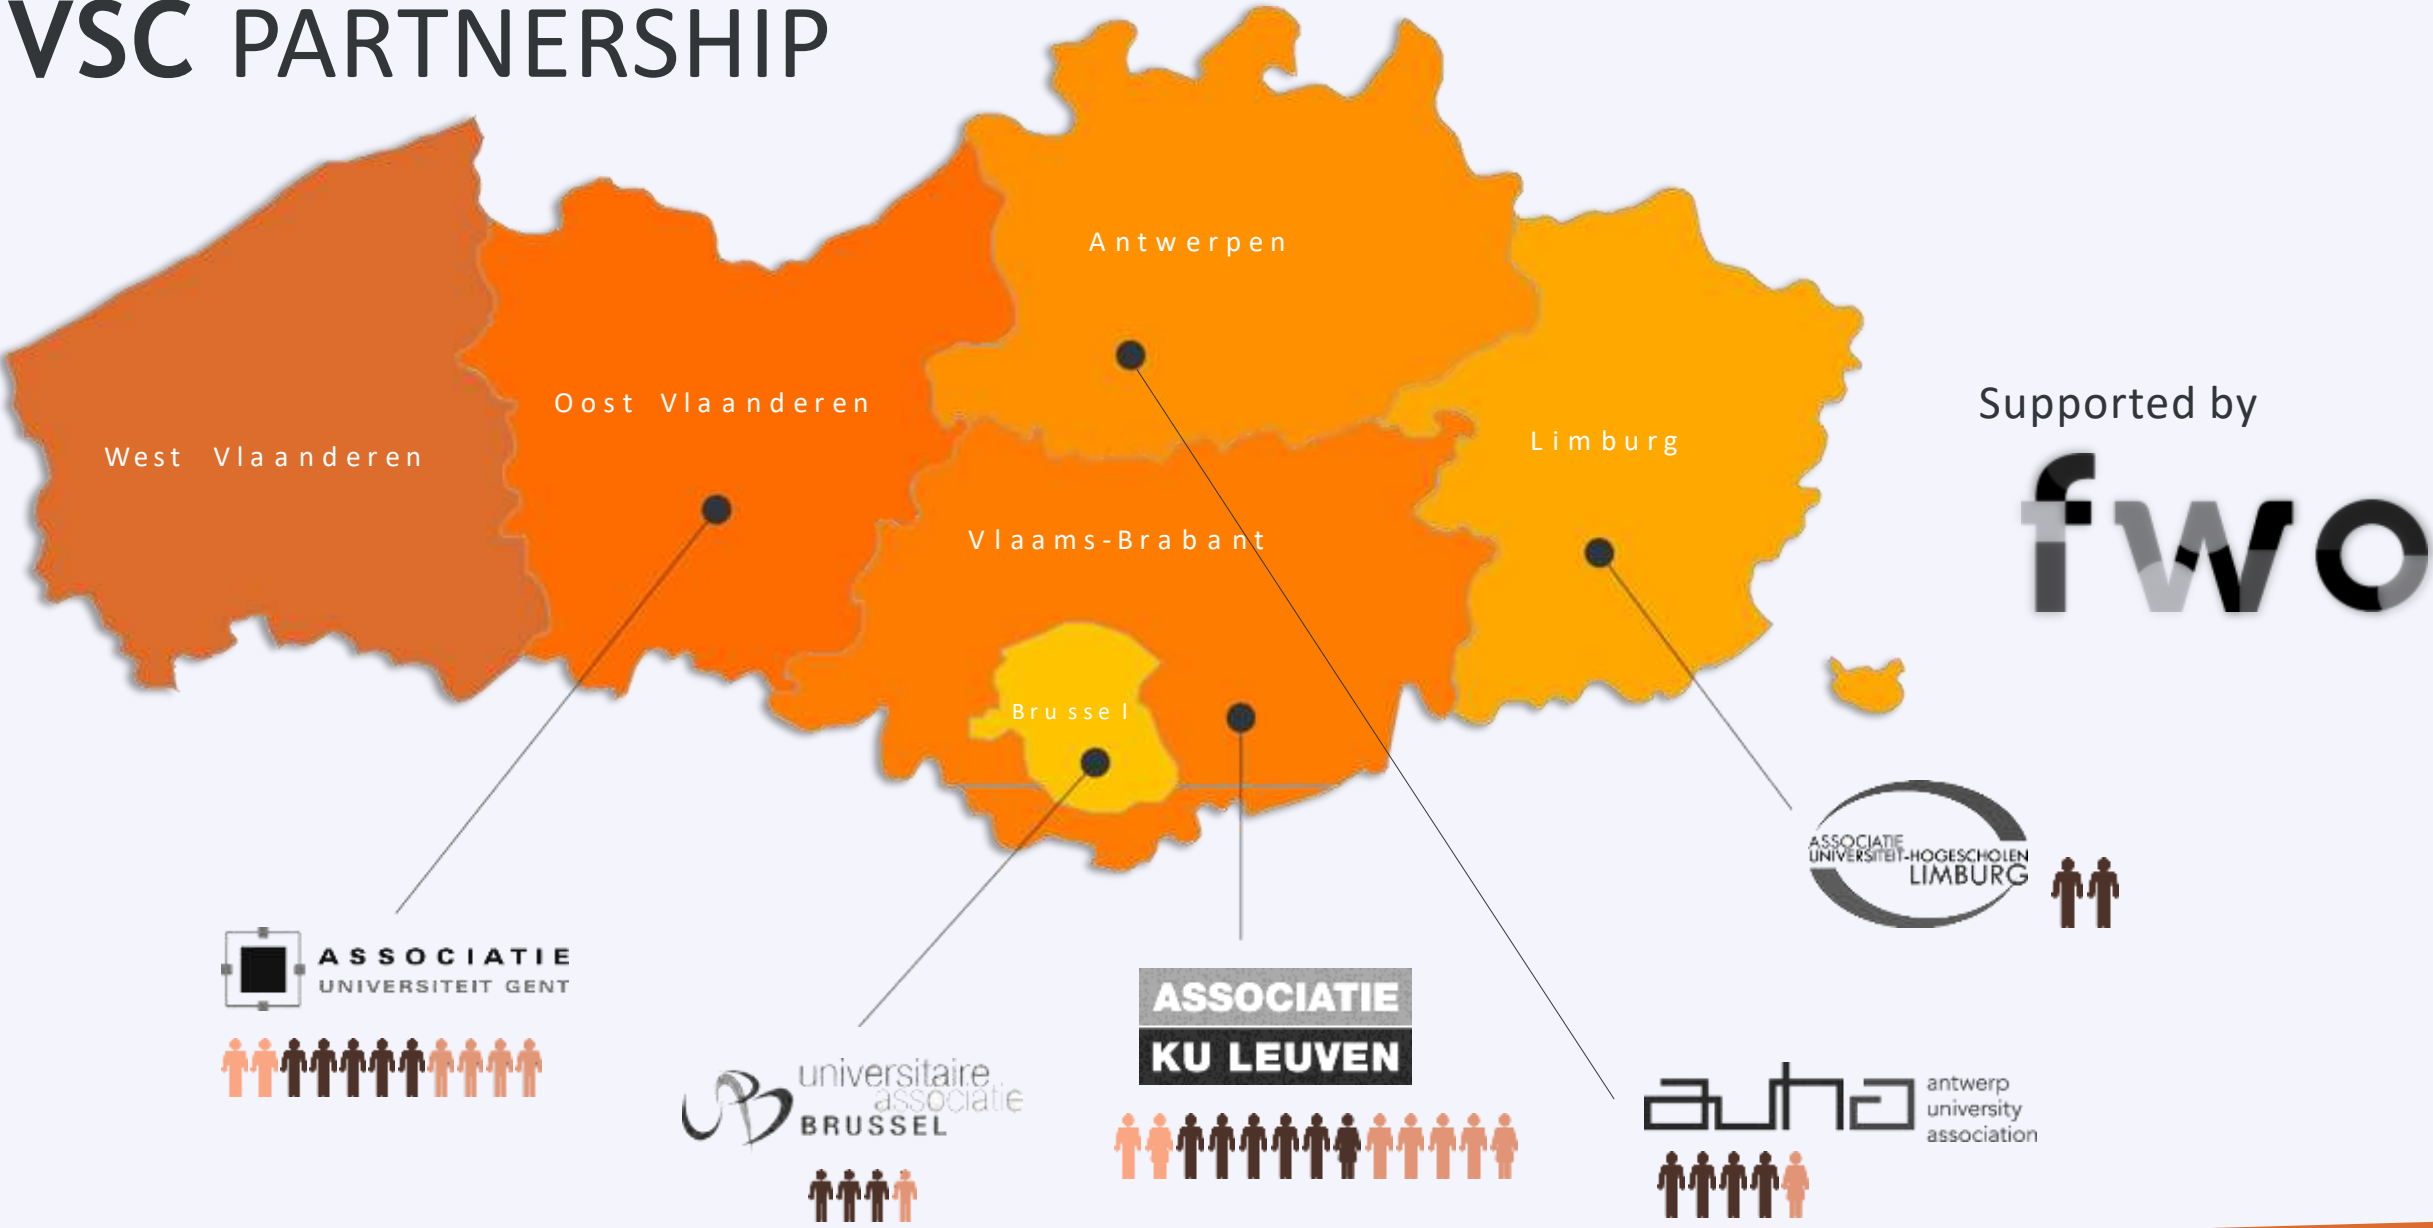 VSC PARTNERSHIP
Antwerpen
Oost Vlaanderen
West Vlaanderen
Limburg
Vlaams-Brabant
Brussel
Supported by
fwo
ASSOCIATIE
UNIVERSITEIT-HOGESCHOLEN
LIMBURG
ASSOCIATIE
UNIVERSITEIT GENT
universitaire
associatie
BRUSSEL
ASSOCIATIE
KU LEUVEN
auha
antwerp
university
association